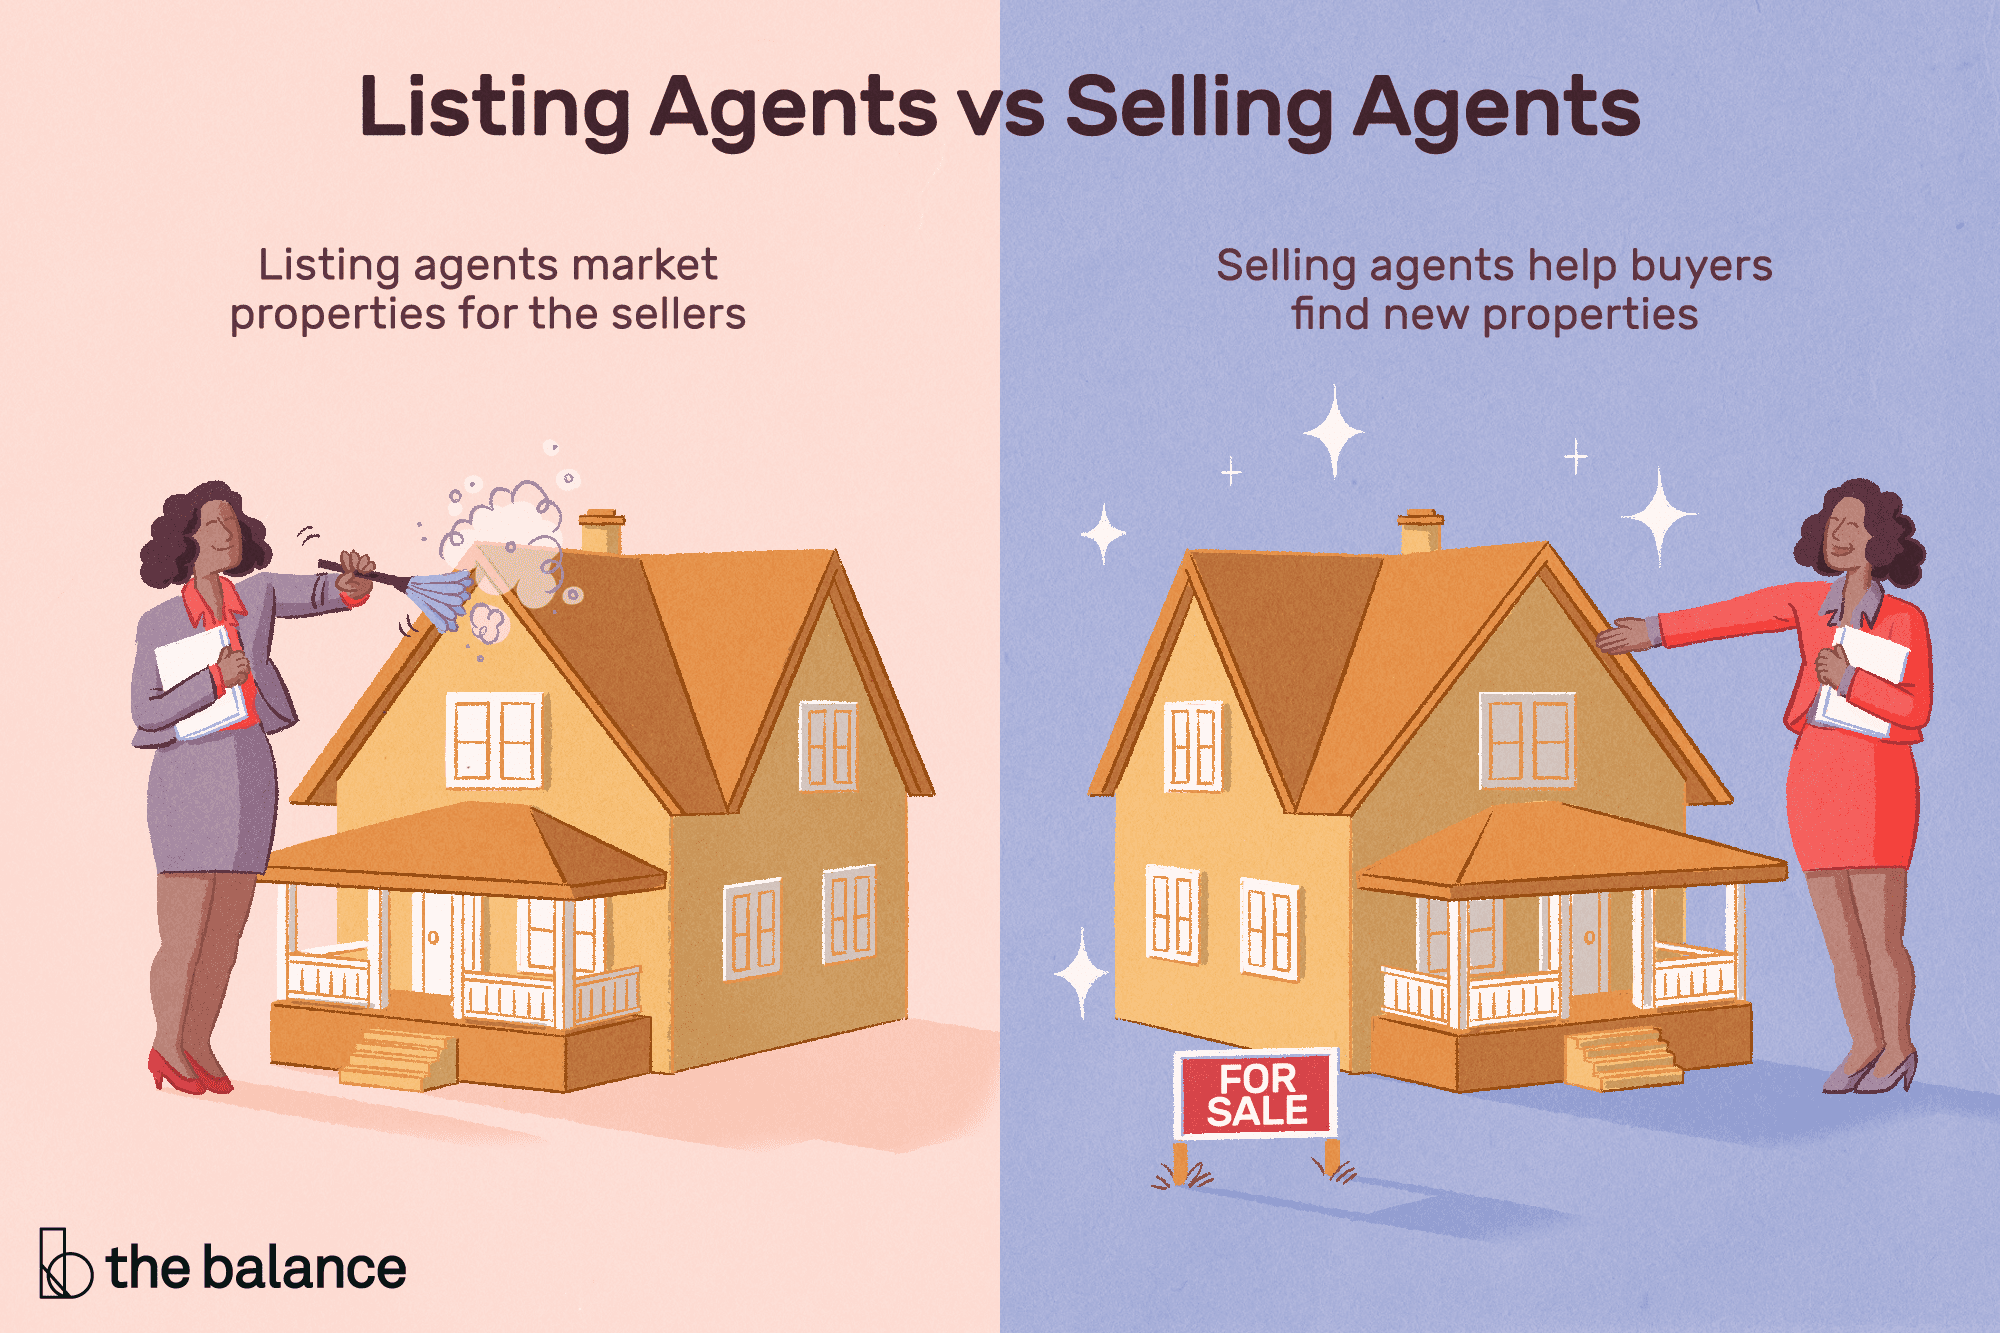 Listing Agents vs Selling Agents
Listing agents market
properties for the sellers
Selling agents help buyers
find new properties
FOR
SALE
the balance